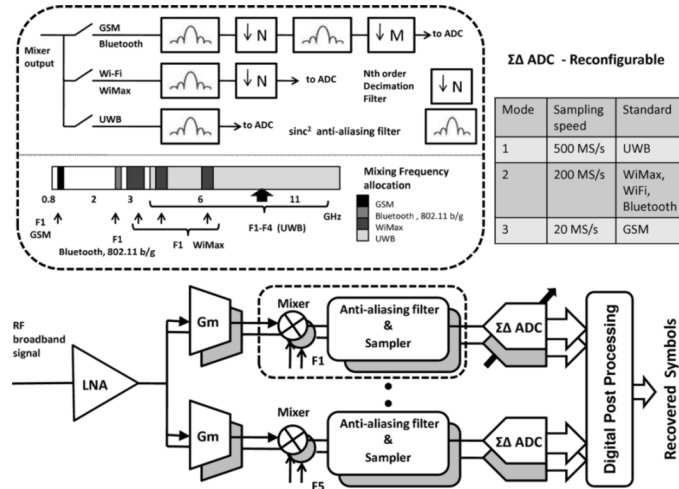 GSM
Bluetooth
↓ N
↓ M
to ADC
Mixer
output
Wi-Fi
WiMax
↓ N
to ADC
Nth order
Decimation
Filter
↓ N
UWB
to ADC
sinc² anti-aliasing filter
Mixing Frequency
allocation
0.8
2
3
6
11
GHz
GSM
Bluetooth , 802.11 b/g
WiMax
UWB
F1
GSM
F1
Bluetooth, 802.11 b/g
F1 WiMax
F1-F4 (UWB)
ΣΔ ADC - Reconfigurable
Mode Sampling speed Standard
1 500 MS/s UWB
2 200 MS/s WiMax, WiFi, Bluetooth
3 20 MS/s GSM
RF
broadband
signal
LNA
Gm
Mixer
F1
Anti-aliasing filter
&
Sampler
ΣΔ ADC
Gm
Mixer
F5
Anti-aliasing filter
&
Sampler
ΣΔ ADC
Digital Post Processing
Recovered Symbols